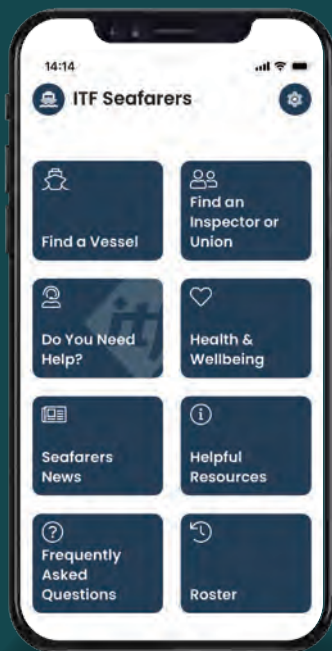 14:14
ITF Seafarers
Find a Vessel
Find an
Inspector or
Union
Do You Need
Help?
itf
Health &
Wellbeing
Seafarers
News
Helpful
Resources
Frequently
Asked
Questions
Roster